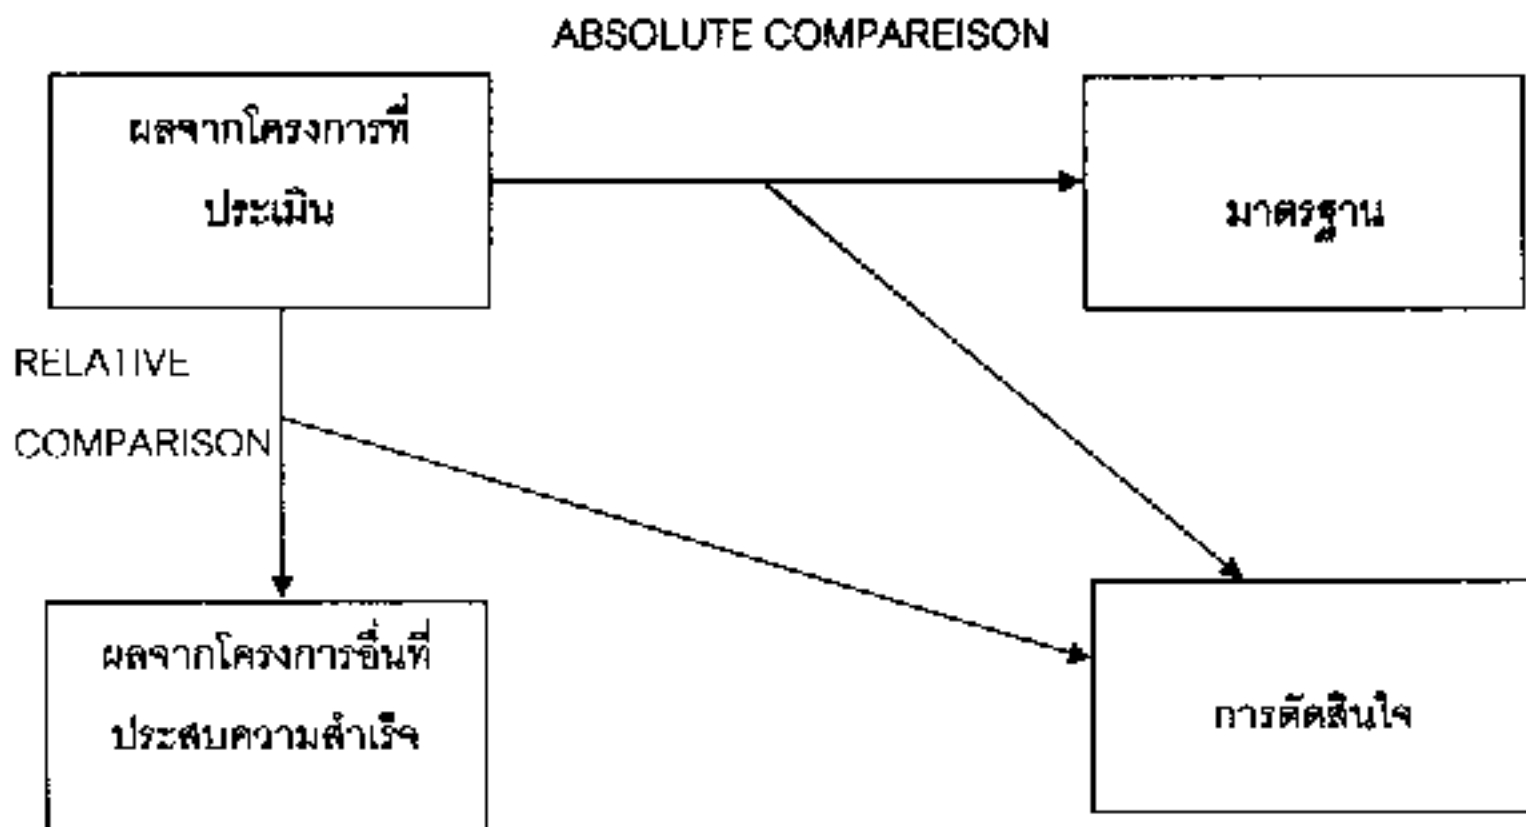 ABSOLUTE COMPAREISON
ผลจากโครงการที่
ประเมิน
มาตรฐาน
RELATIVE
COMPARISON
ผลจากโครงการอื่นที่
ประสบความสำเร็จ
การตัดสินใจ